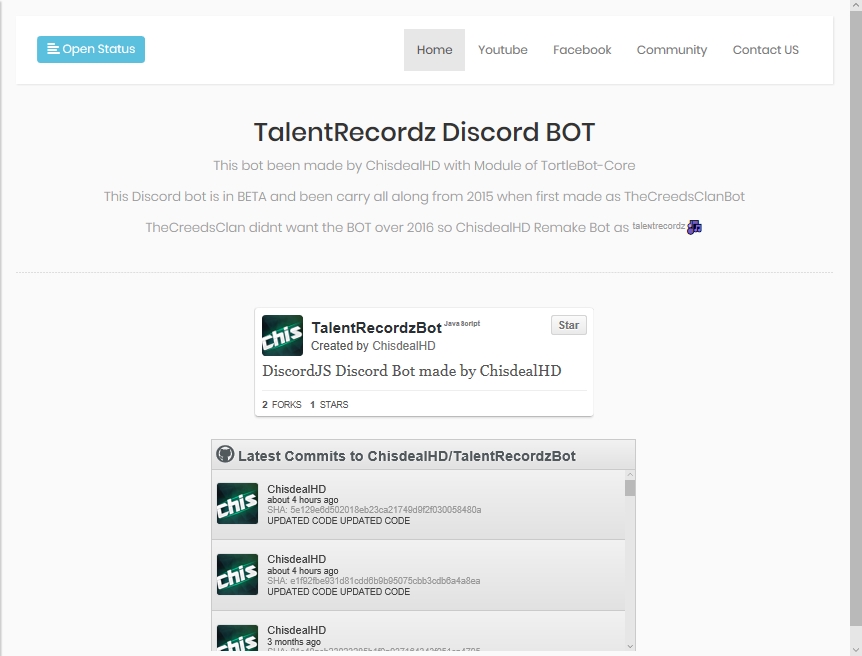 Open Status
Home Youtube Facebook Community Contact US
TalentRecordz Discord BOT
This bot been made by ChisdealHD with Module of TortleBot-Core
This Discord bot is in BETA and been carry all along from 2015 when first made as TheCreedsClanBot
TheCreedsClan didnt want the BOT over 2016 so ChisdealHD Remake Bot as talentrecordz
chis
TalentRecordzBot JavaScript
Star
Created by ChisdealHD
DiscordJS Discord Bot made by ChisdealHD
2 FORKS 1 STARS
Latest Commits to ChisdealHD/TalentRecordzBot
chis
ChisdealHD
about 4 hours ago
SHA: 5e129e6d502018eb23ca21749d9f2f030058480a
UPDATED CODE UPDATED CODE
chis
ChisdealHD
about 4 hours ago
SHA: e1f92fbe931d81cdd6b9b95075cbb3cdb6a4a8ea
UPDATED CODE UPDATED CODE
chis
ChisdealHD
3 months ago